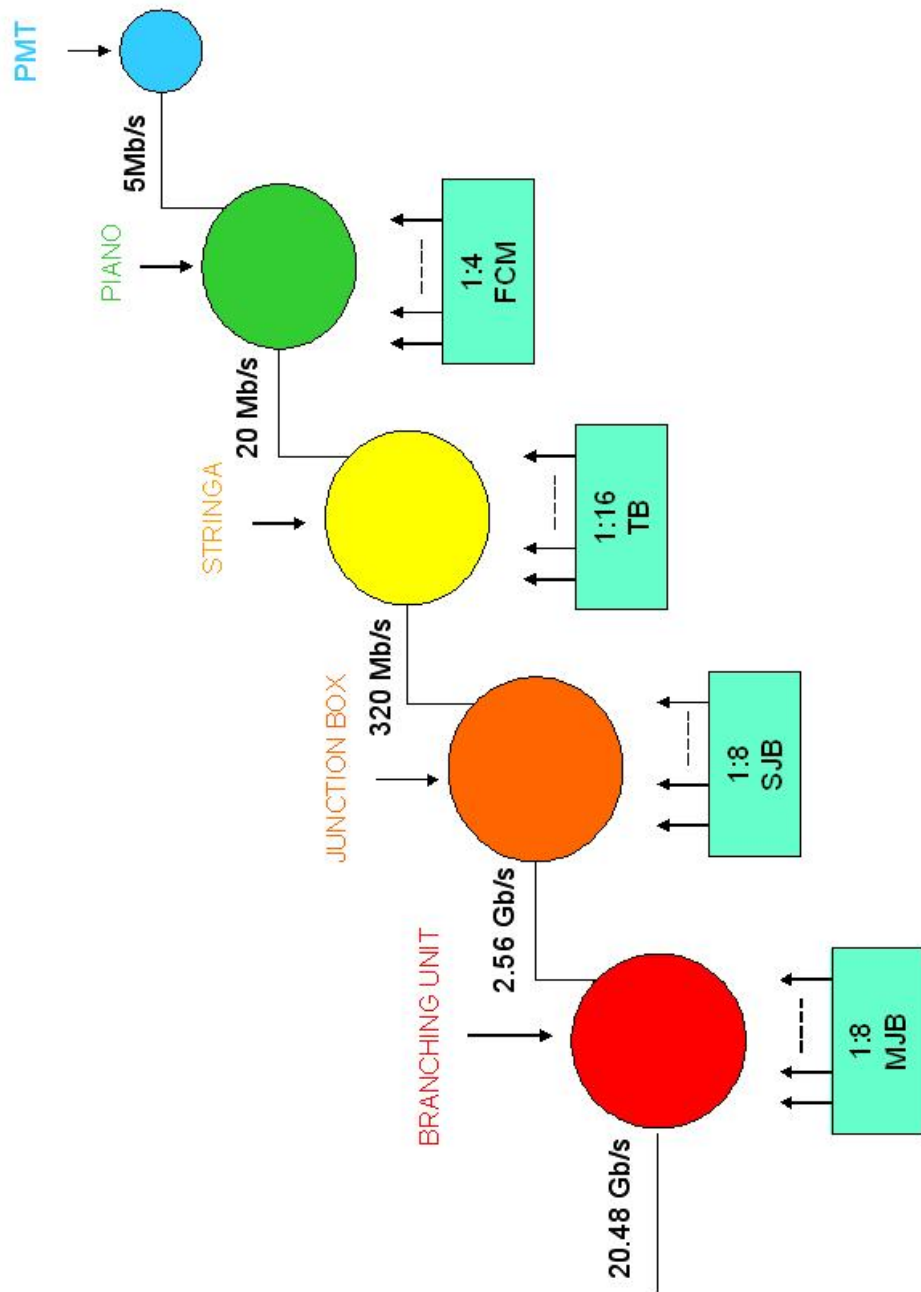 PMT
5Mb/s
PIANO
1:4
FCM
20 Mb/s
STRINGA
1:16
TB
320 Mb/s
JUNCTION BOX
1:8
SJB
2.56 Gb/s
BRANCHING UNIT
1:8
MJB
20.48 Gb/s